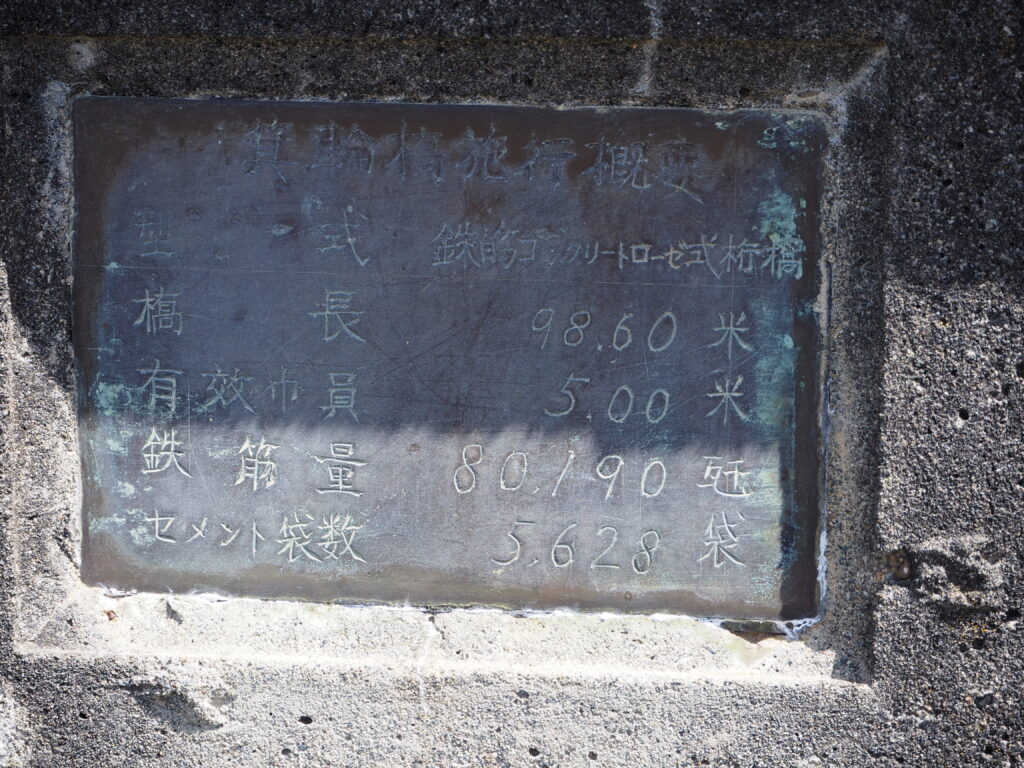 箕輪橋施行概要
型式 鉄筋コンクリートローゼ式桁橋
橋長 98.60 米
有效巾員 5.00 米
鉄筋量 80,190 瓩
セメント袋数 5,628 袋